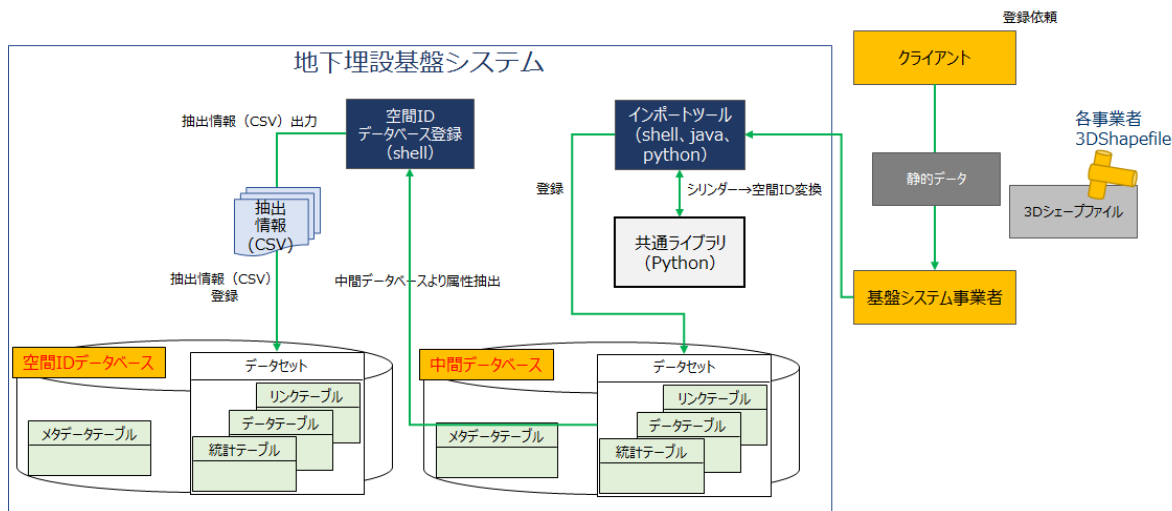 登録依頼
地下埋設基盤システム
クライアント
抽出情報（CSV）出力
空間ID
データベース登録
（shell）
インポートツール
（shell、java、
python）
各事業者
3DShapefile
静的データ
3Dシェープファイル
登録
シリンダー→空間ID変換
抽出
情報
（CSV）
共通ライブラリ
（Python）
抽出情報（CSV）
登録
中間データベースより属性抽出
基盤システム事業者
空間IDデータベース
データセット
リンクテーブル
データテーブル
統計テーブル
メタデータテーブル
中間データベース
データセット
リンクテーブル
データテーブル
統計テーブル
メタデータテーブル